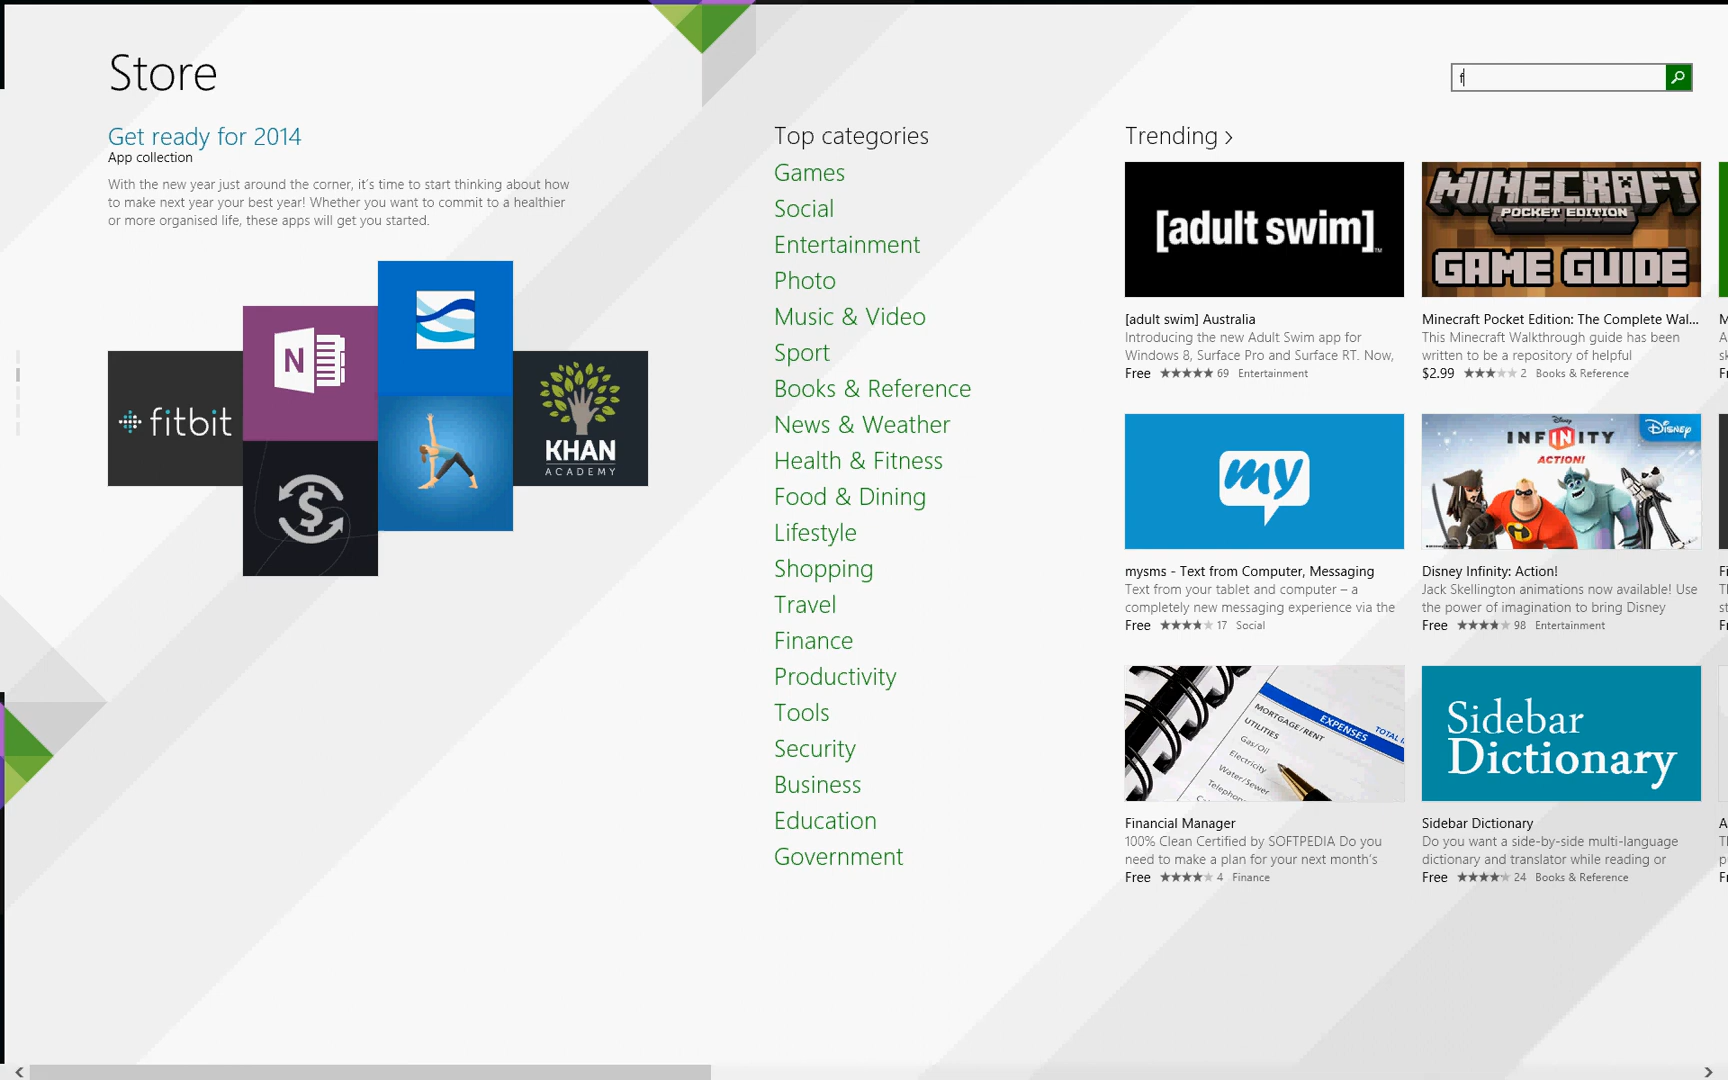 Store
f
Get ready for 2014
App collection
With the new year just around the corner, it's time to start thinking about how
to make next year your best year! Whether you want to commit to a healthier
or more organised life, these apps will get you started.
fitbit
N
$
KHAN
ACADEMY
Top categories
Games
Social
Entertainment
Photo
Music & Video
Sport
Books & Reference
News & Weather
Health & Fitness
Food & Dining
Lifestyle
Shopping
Travel
Finance
Productivity
Tools
Security
Business
Education
Government
Trending >
[adult swim]™
[adult swim] Australia
Introducing the new Adult Swim app for
Windows 8, Surface Pro and Surface RT. Now,
Free ★★★★★ 69 Entertainment
MINECRAFT
POCKET EDITION
GAME GUIDE
Minecraft Pocket Edition: The Complete Wal...
This Minecraft Walkthrough guide has been
written to be a repository of helpful
$2.99 ★★★★★ 2 Books & Reference
my
mysms - Text from Computer, Messaging
Text from your tablet and computer – a
completely new messaging experience via the
Free ★★★★★ 17 Social
Disney
INFINITY
ACTION!
Disney
Disney Infinity: Action!
Jack Skellington animations now available! Use
the power of imagination to bring Disney
Free ★★★★★ 98 Entertainment
EXPENSES
MORTGAGE/RENT
UTILITIES
Gas/Oil
Electricity
Water/Sewer
Financial Manager
100% Clean Certified by SOFTPEDIA Do you
need to make a plan for your next month's
Free ★★★★★ 4 Finance
Sidebar
Dictionary
Sidebar Dictionary
Do you want a side-by-side multi-language
dictionary and translator while reading or
Free ★★★★★ 24 Books & Reference